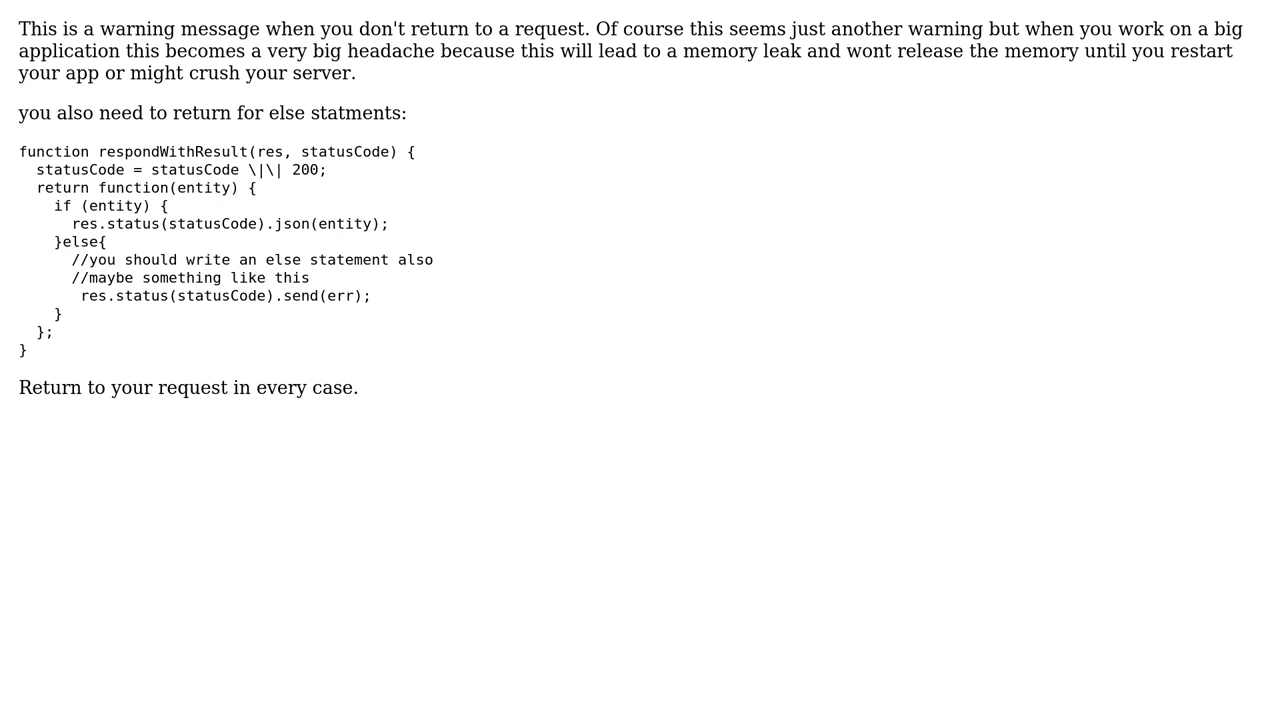 This is a warning message when you don't return to a request. Of course this seems just another warning but when you work on a big
application this becomes a very big headache because this will lead to a memory leak and wont release the memory until you restart
your app or might crush your server.
you also need to return for else statments:
function respondWithResult(res, statusCode) {
  statusCode = statusCode \|\| 200;
  return function(entity) {
    if (entity) {
      res.status(statusCode).json(entity);
    }else{
      //you should write an else statement also
      //maybe something like this
       res.status(statusCode).send(err);
    }
  };
}
Return to your request in every case.